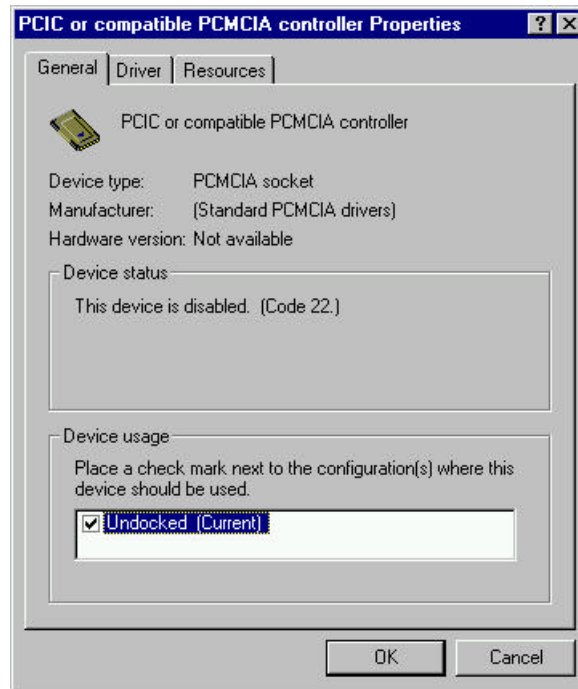 PCIC or compatible PCMCIA controller Properties
General Driver Resources
PCIC or compatible PCMCIA controller
Device type: PCMCIA socket
Manufacturer: (Standard PCMCIA drivers)
Hardware version: Not available
Device status
This device is disabled. (Code 22.)
Device usage
Place a check mark next to the configuration(s) where this
device should be used.
Undocked (Current)
OK Cancel